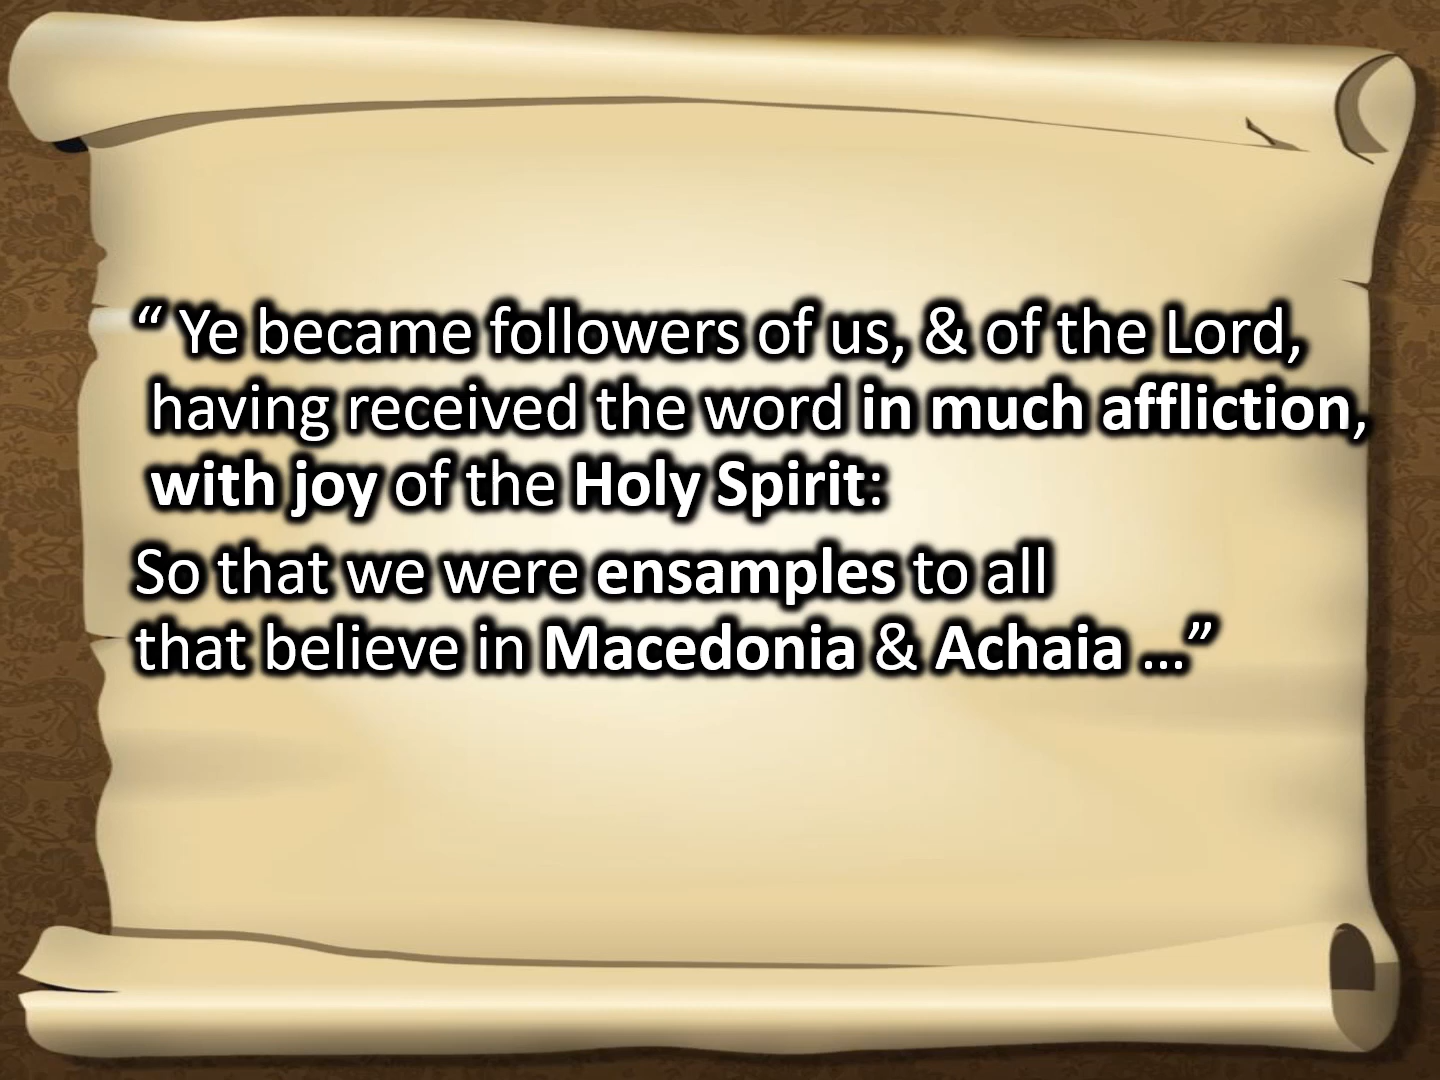 “ Ye became followers of us, & of the Lord,
having received the word in much affliction,
with joy of the Holy Spirit:
So that we were ensamples to all
that believe in Macedonia & Achaia ...”